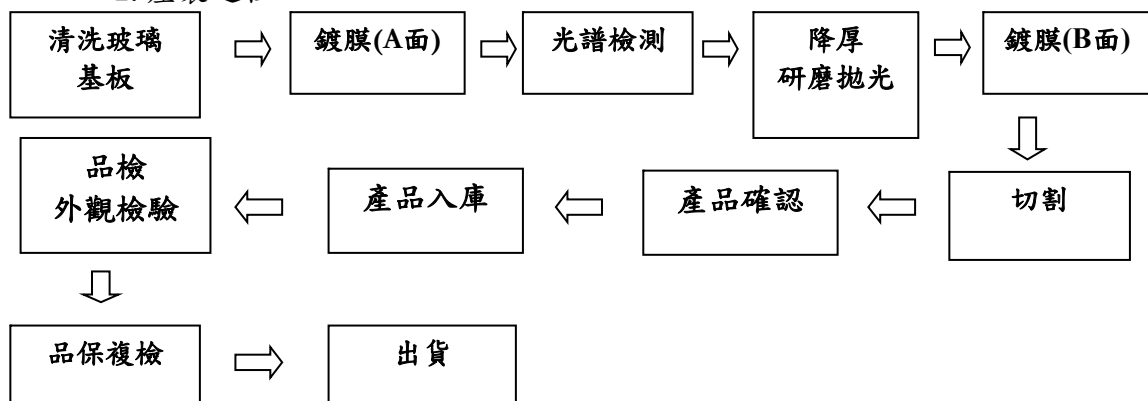 清洗玻璃
基板
鍍膜(A面)
光譜檢測
降厚
研磨拋光
鍍膜(B面)
切割
產品確認
產品入庫
品檢
外觀檢驗
品保複檢
出貨